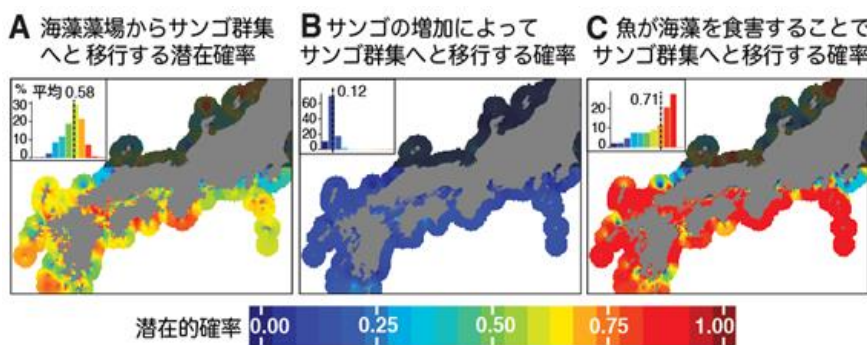 A 海藻藻場からサンゴ群集
へと移行する潜在確率
B サンゴの増加によって
サンゴ群集へと移行する確率
C 魚が海藻を食害することで
サンゴ群集へと移行する確率
% 平均 0.58
30
20
10
0
0.12
60
40
20
0
0.71
20
10
0
潜在的確率 0.00 0.25 0.50 0.75 1.00